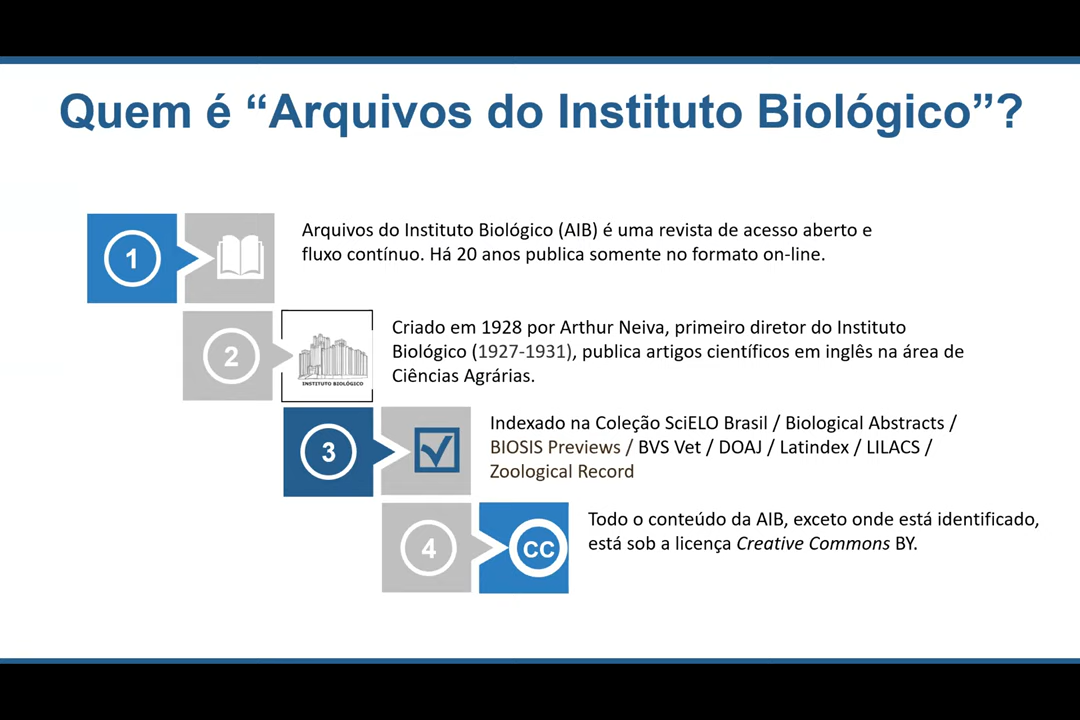 Quem é “Arquivos do Instituto Biológico”?
1
Arquivos do Instituto Biológico (AIB) é uma revista de acesso aberto e
fluxo contínuo. Há 20 anos publica somente no formato on-line.
2
INSTITUTO BIOLÓGICO
Criado em 1928 por Arthur Neiva, primeiro diretor do Instituto
Biológico (1927-1931), publica artigos científicos em inglês na área de
Ciências Agrárias.
3
Indexado na Coleção SciELO Brasil / Biological Abstracts /
BIOSIS Previews / BVS Vet / DOAJ / Latindex / LILACS /
Zoological Record
4
CC
Todo o conteúdo da AIB, exceto onde está identificado,
está sob a licença Creative Commons BY.